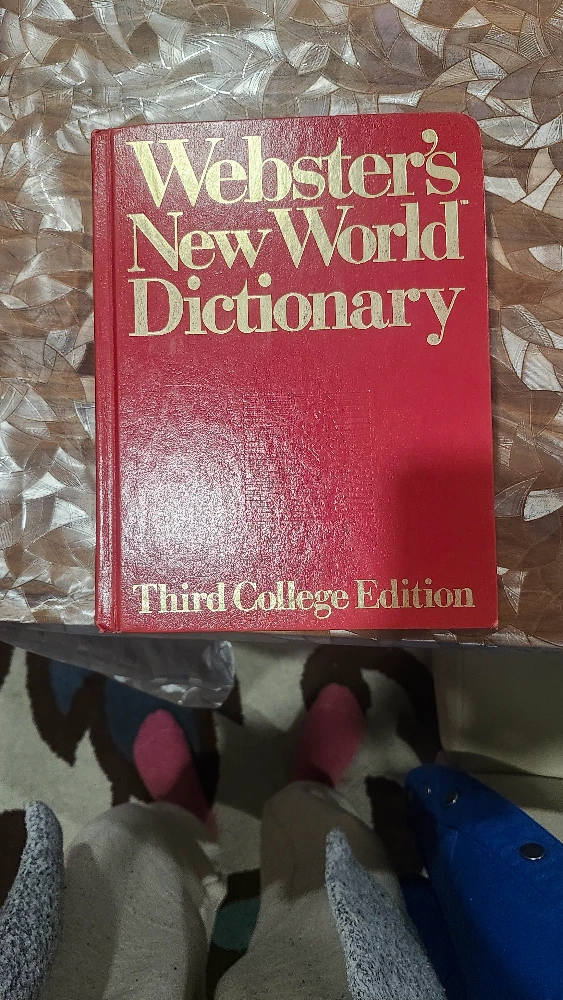 Webster's
New World™
Dictionary
Third College Edition